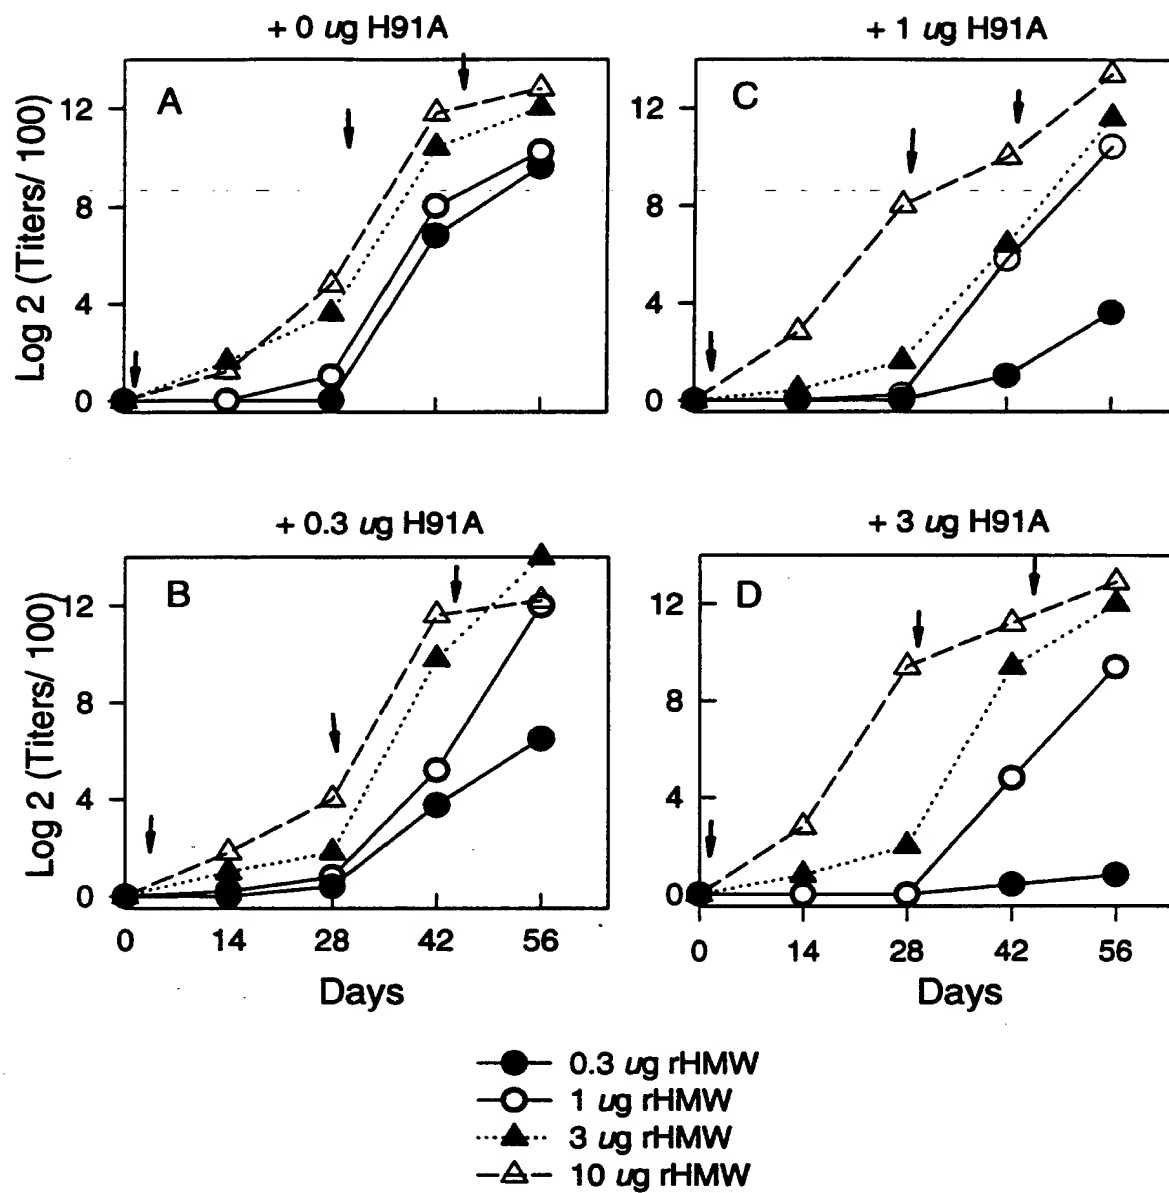 + 0 ug H91A
A
Log 2 (Titers/ 100)
12
8
4
0
+ 1 ug H91A
C
12
8
4
0
+ 0.3 ug H91A
B
Log 2 (Titers/ 100)
12
8
4
0
0 14 28 42 56
Days
+ 3 ug H91A
D
12
8
4
0
0 14 28 42 56
Days
0.3 ug rHMW
1 ug rHMW
3 ug rHMW
10 ug rHMW